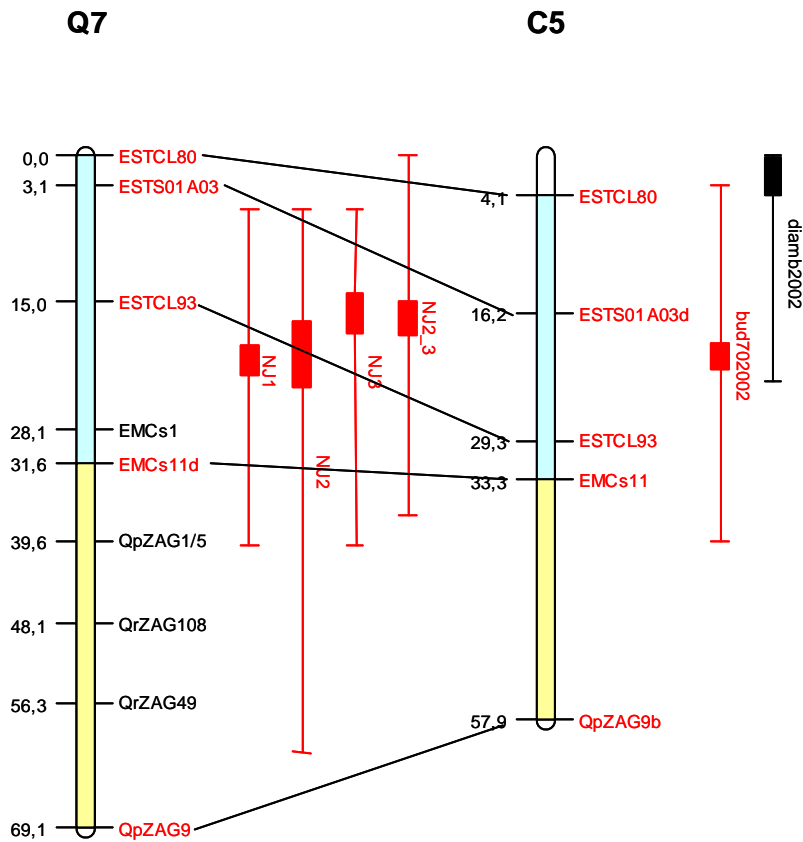 Q7
C5
0,0 ESTCL80
3,1 ESTS01A03
15,0 ESTCL93
28,1 EMCs1
31,6 EMCs11d
39,6 QpZAG1/5
48,1 QrZAG108
56,3 QrZAG49
69,1 QpZAG9
NJ1
NJ2
NJ3
NJ2_3
4,1 ESTCL80
16,2 ESTS01A03d
29,3 ESTCL93
33,3 EMCs11
57,9 QpZAG9b
bud702002
diamb2002